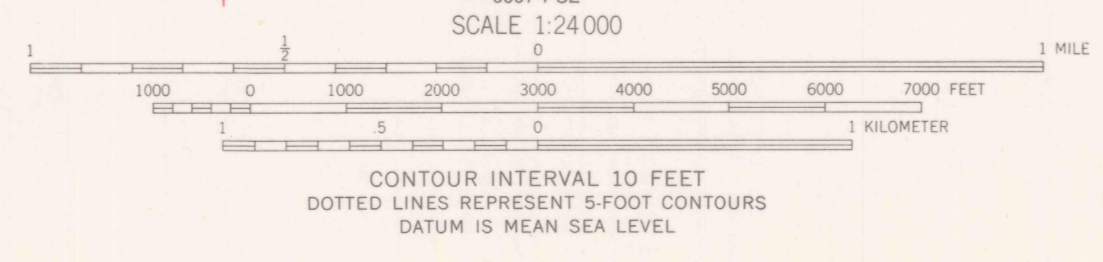 SCALE 1:24 000
1 1/2 0 1 MILE
1000 0 1000 2000 3000 4000 5000 6000 7000 FEET
1 .5 0 1 KILOMETER
CONTOUR INTERVAL 10 FEET
DOTTED LINES REPRESENT 5-FOOT CONTOURS
DATUM IS MEAN SEA LEVEL